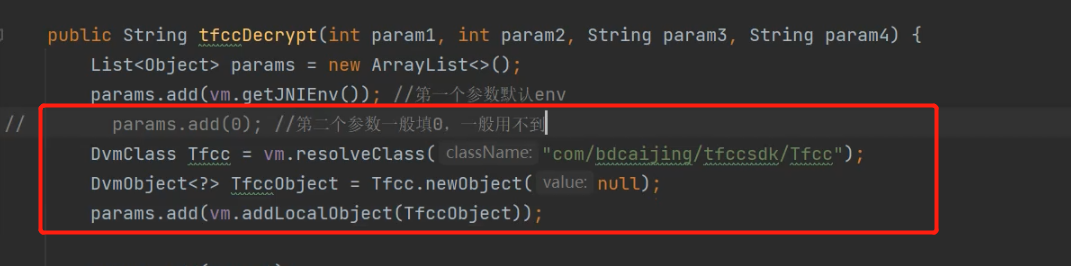 public String tfccDecrypt(int param1, int param2, String param3, String param4) {
List<Object> params = new ArrayList<>();
params.add(vm.getJNIEnv()); //第一个参数默认env
// params.add(0); //第二个参数一般填0，一般用不到
DvmClass Tfcc = vm.resolveClass( className: "com/bdcaijing/tfccsdk/Tfcc");
DvmObject<?> TfccObject = Tfcc.newObject( value: null);
params.add(vm.addLocalObject(TfccObject));